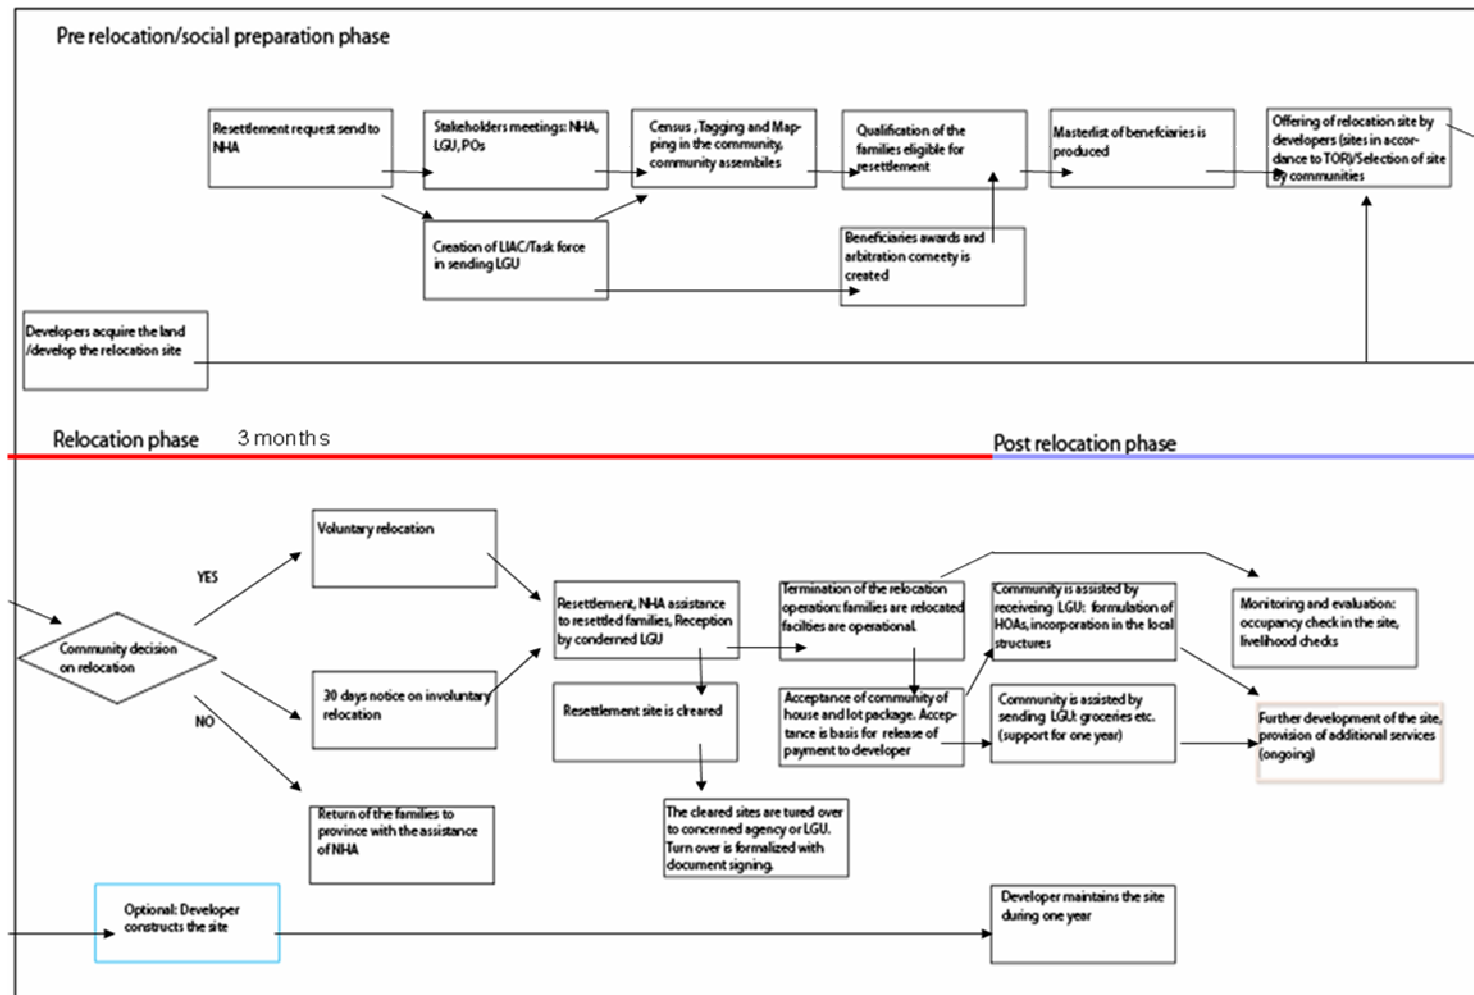 Pre relocation/social preparation phase
Resettlement request send to
NHA
Stakeholders meetings: NHA,
LGU, POs
Census , Tagging and Map-
ping in the community,
community assembiles
Qualification of the
families eligible for
resettlement
Masterlist of benefciaries is
produced
Offering of relocation site by
developers (sites in accor-
dance to TOR)/Selection of site
by communities
Creation of LIAC/Task force
in sending LGU
Beneficiaries awards and
arbitration comeety is
created
Developers acquire the land
/develop the relocation site
Relocation phase
3 months
Post relocation phase
Voluntary relocation
YES
Community decision
on relocation
NO
30 days notice on involuntary
relocation
Return of the families to
province with the assistance
of NHA
Resettlement, NHA assistance
to resettled families, Reception
by conderned LGU
Resettlement site is cleared
The cleared sites are tured over
to concerned agency or LGU.
Turn over is formalized with
document signing.
Termination of the relocation
operation: families are relocated
facilties are operational.
Acceptance of community of
house and lot package. Accep-
tance is basis for release of
payment to developer
Community is assisted by
receiveing LGU: formulation of
HOAs, incorporation in the local
structures
Community is assisted by
sending LGU: groceries etc.
(support for one year)
Monitoring and evaluation:
occupancy check in the site,
livelihood checks
Further development of the site,
provision of additional services
(ongoing)
Optional: Developer
constructs the site
Developer maintains the site
during one year